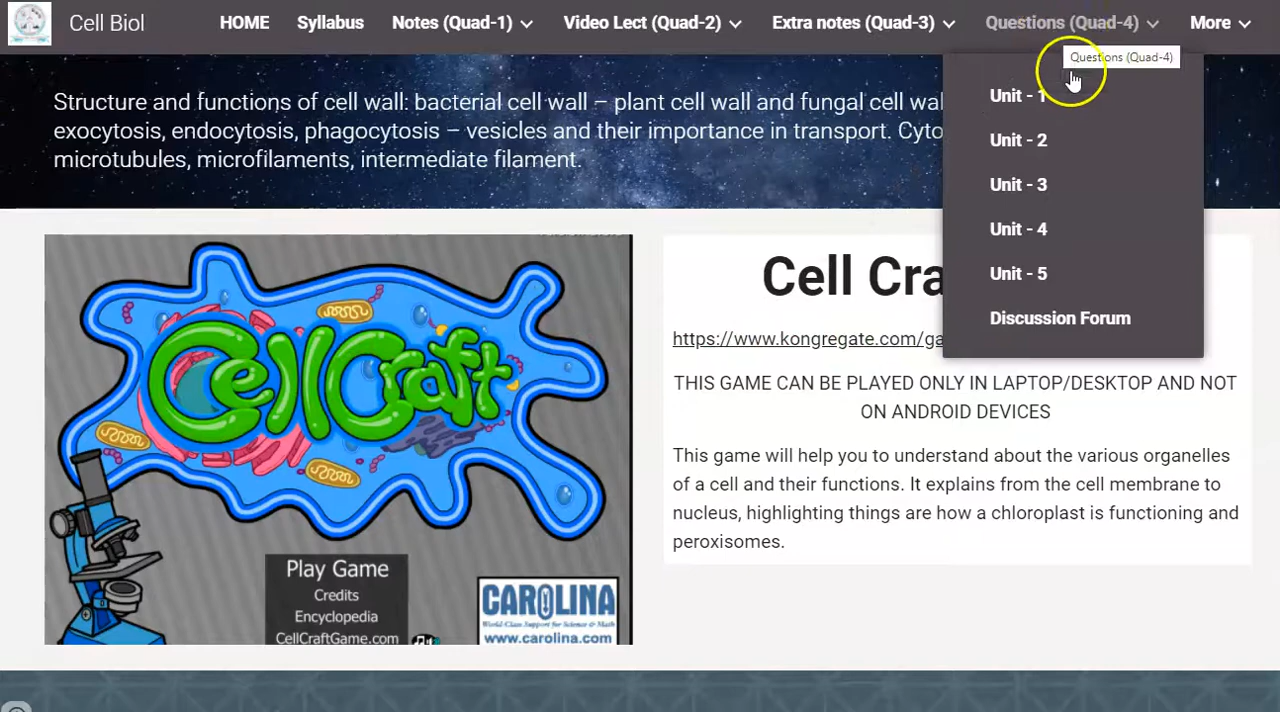 Cell Biol
HOME
Syllabus
Notes (Quad-1)
Video Lect (Quad-2)
Extra notes (Quad-3)
Questions (Quad-4)
More
Questions (Quad-4)
Unit - 1
Unit - 2
Unit - 3
Unit - 4
Unit - 5
Discussion Forum
Structure and functions of cell wall: bacterial cell wall – plant cell wall and fungal cell
exocytosis, endocytosis, phagocytosis – vesicles and their importance in transport.
microtubules, microfilaments, intermediate filament.
CellCraft
Play Game
Credits
Encyclopedia
CellCraftGame.com
CAROLINA
World-Class Support for Science & Math
www.carolina.com
Cell
https://www.kongregate.com/
THIS GAME CAN BE PLAYED ONLY IN LAPTOP/DESKTOP AND NOT
ON ANDROID DEVICES
This game will help you to understand about the various organelles
of a cell and their functions. It explains from the cell membrane to
nucleus, highlighting things are how a chloroplast is functioning and
peroxisomes.